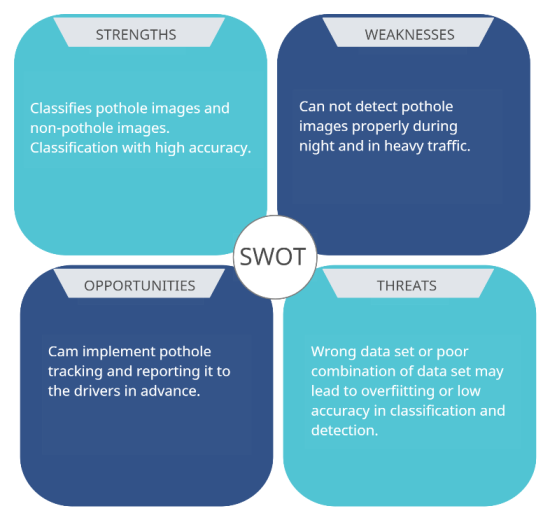 STRENGTHS
Classifies pothole images and
non-pothole images.
Classification with high accuracy.
WEAKNESSES
Can not detect pothole
images properly during
night and in heavy traffic.
SWOT
OPPORTUNITIES
Cam implement pothole
tracking and reporting it to
the drivers in advance.
THREATS
Wrong data set or poor
combination of data set may
lead to overfiitting or low
accuracy in classification and
detection.